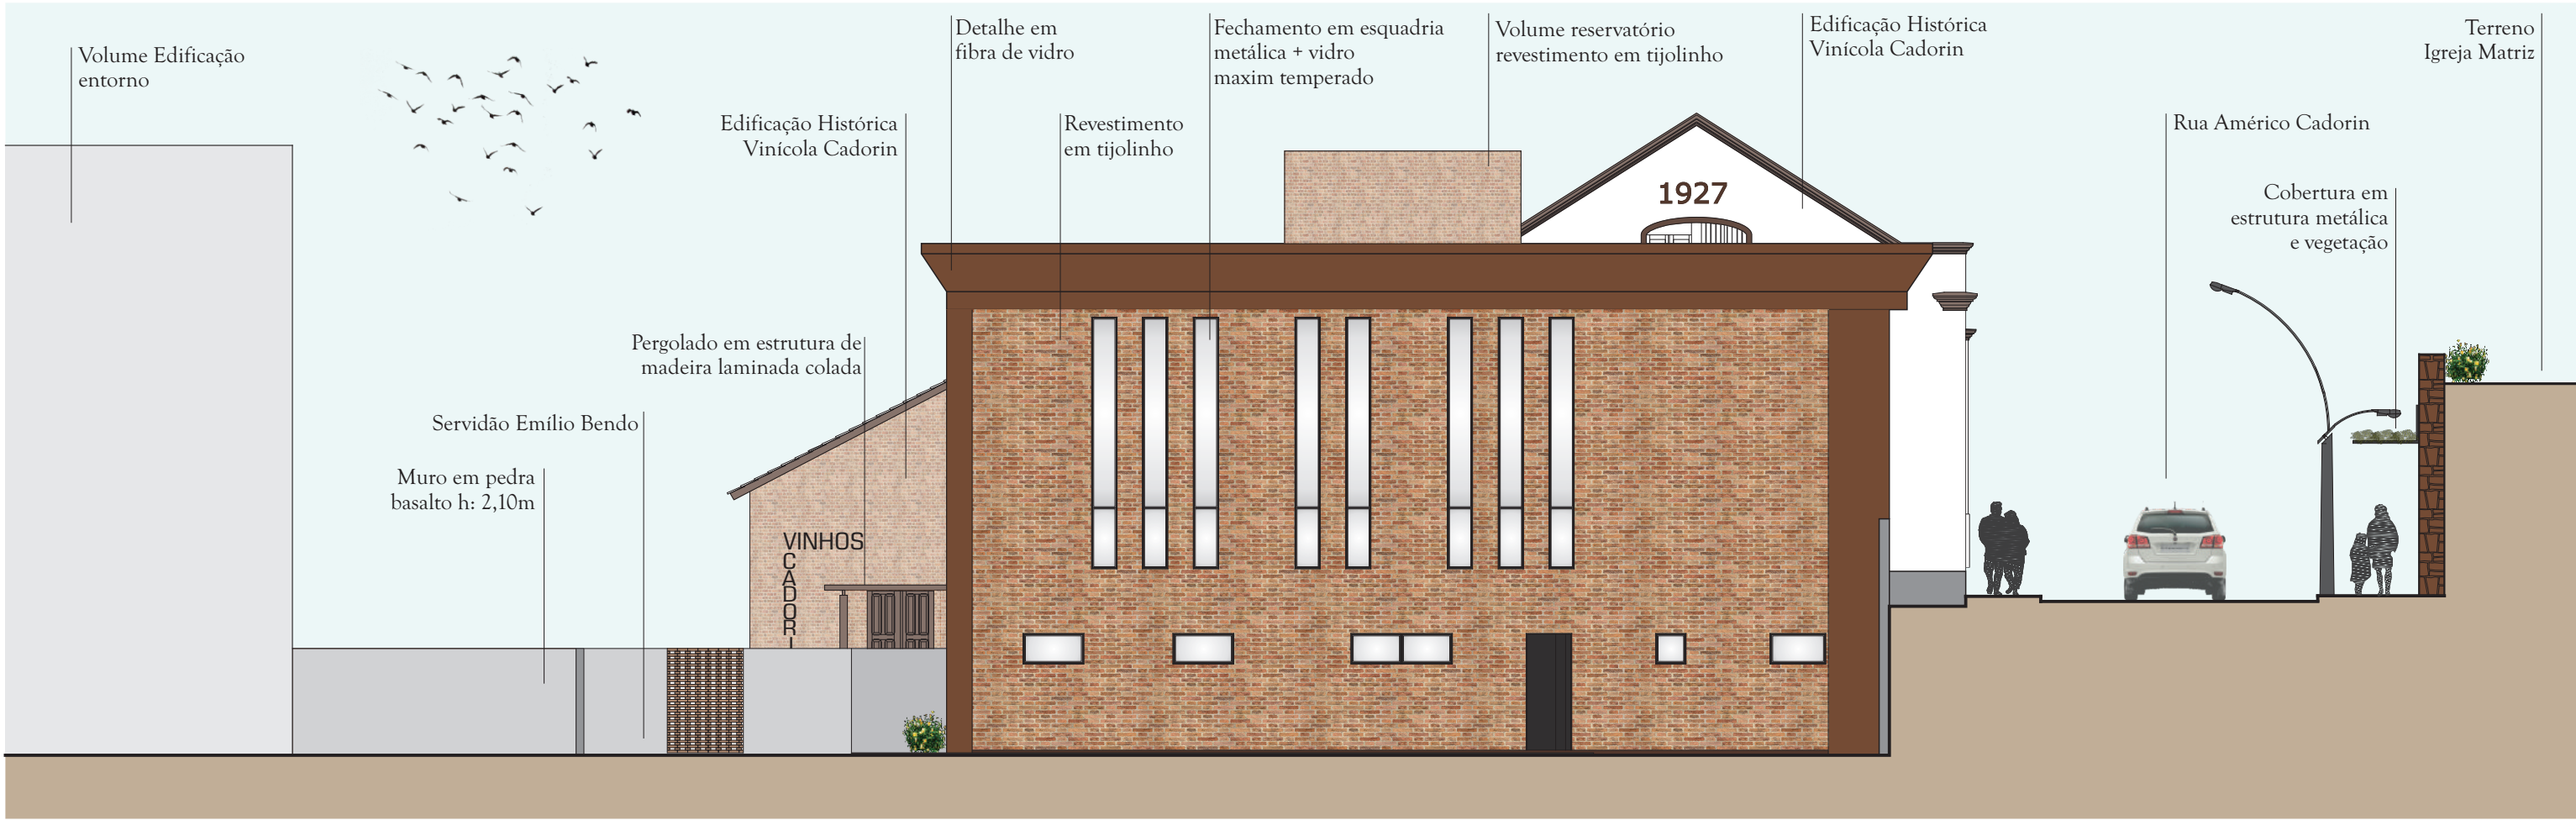 Volume Edificação
entorno
Detalhe em
fibra de vidro
Fechamento em esquadria
metálica + vidro
maxim temperado
Volume reservatório
revestimento em tijolinho
Edificação Histórica
Vinícola Cadorin
Terreno
Igreja Matriz
Edificação Histórica
Vinícola Cadorin
Revestimento
em tijolinho
Rua Américo Cadorin
1927
Cobertura em
estrutura metálica
e vegetação
Pergolado em estrutura de
madeira laminada colada
Servidão Emílio Bendo
Muro em pedra
basalto h: 2,10m
VINHOS
CADORI